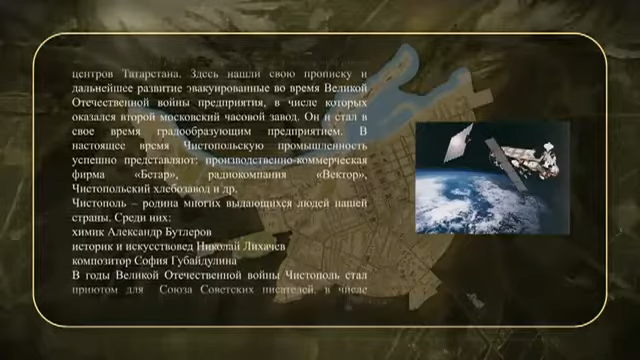 центров Татарстана. Здесь нашли свою прописку и
дальнейшее развитие эвакуированные во время Великой
Отечественной войны предприятия, в числе которых
оказался второй московский часовой завод. Он и стал в
свое время градообразующим предприятием. В
настоящее время Чистопольскую промышленность
успешно представляют: производственно-коммерческая
фирма «Бетар», радиокомпания «Вектор»,
Чистопольский хлебозавод и др.
Чистополь – родина многих выдающихся людей нашей
страны. Среди них:
химик Александр Бутлеров
историк и искусствовед Николай Лихачев
композитор София Губайдулина
В годы Великой Отечественной войны Чистополь стал
приютом для Союза Советских писателей, в числе